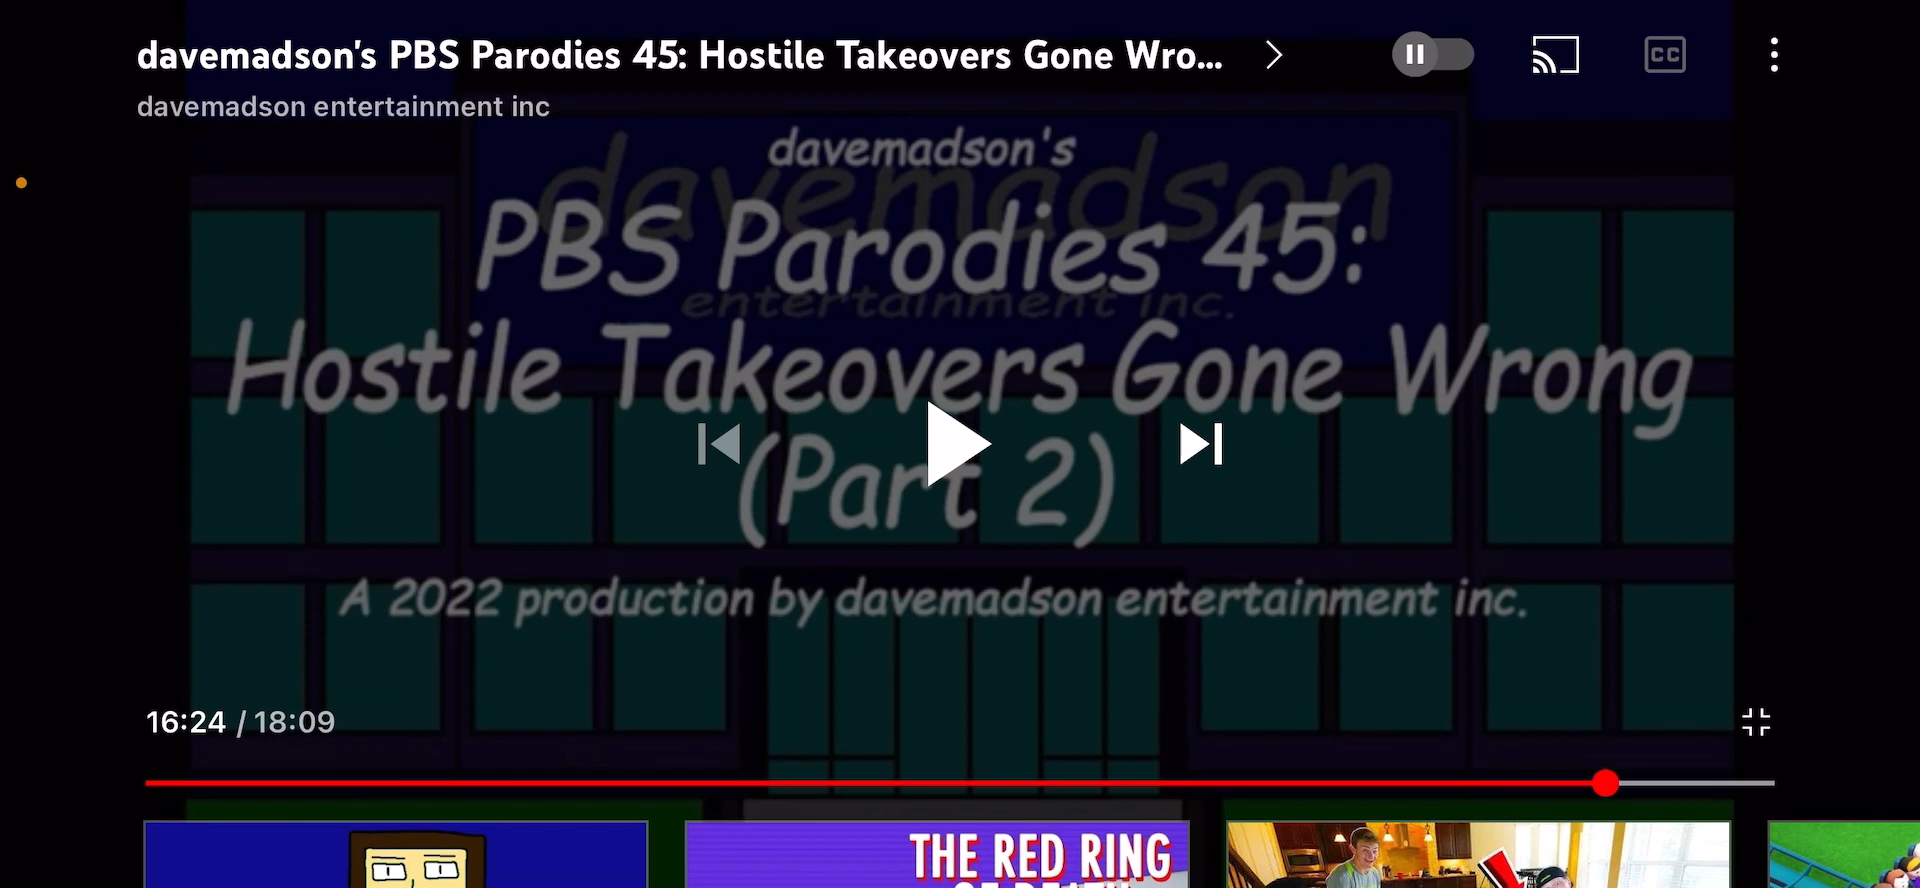 davemadson's PBS Parodies 45: Hostile Takeovers Gone Wro...
CC
davemadson entertainment inc
davemadson's
davemadson
PBS Parodies 45:
entertainment inc.
Hostile Takeovers Gone Wrong
(Part 2)
A 2022 production by davemadson entertainment inc.
16:24 / 18:09
THE RED RING